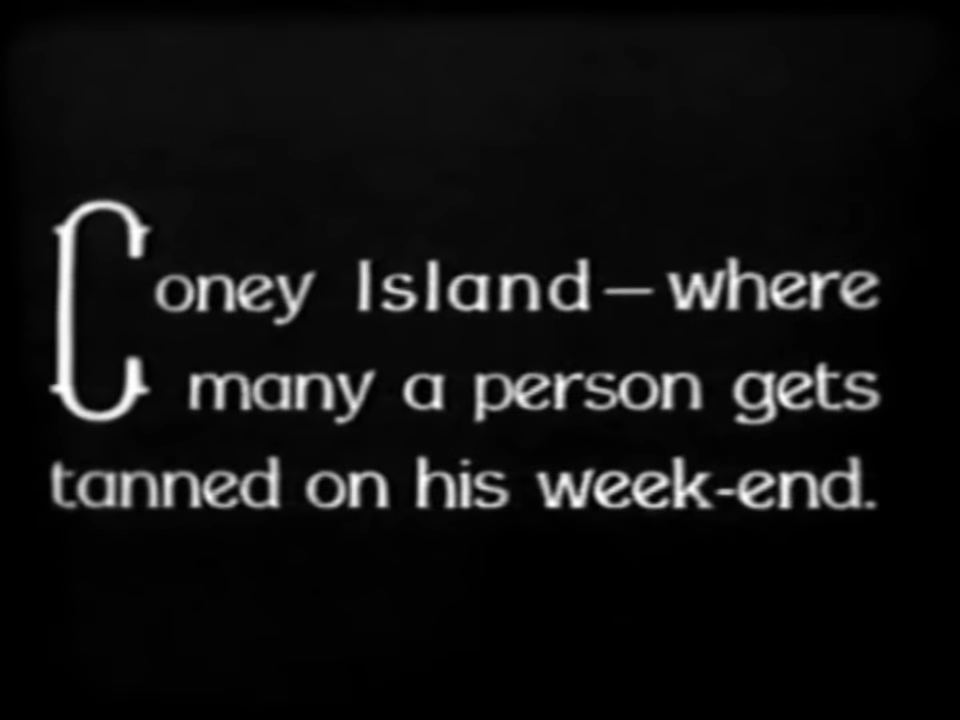 Coney Island—where
many a person gets
tanned on his week-end.